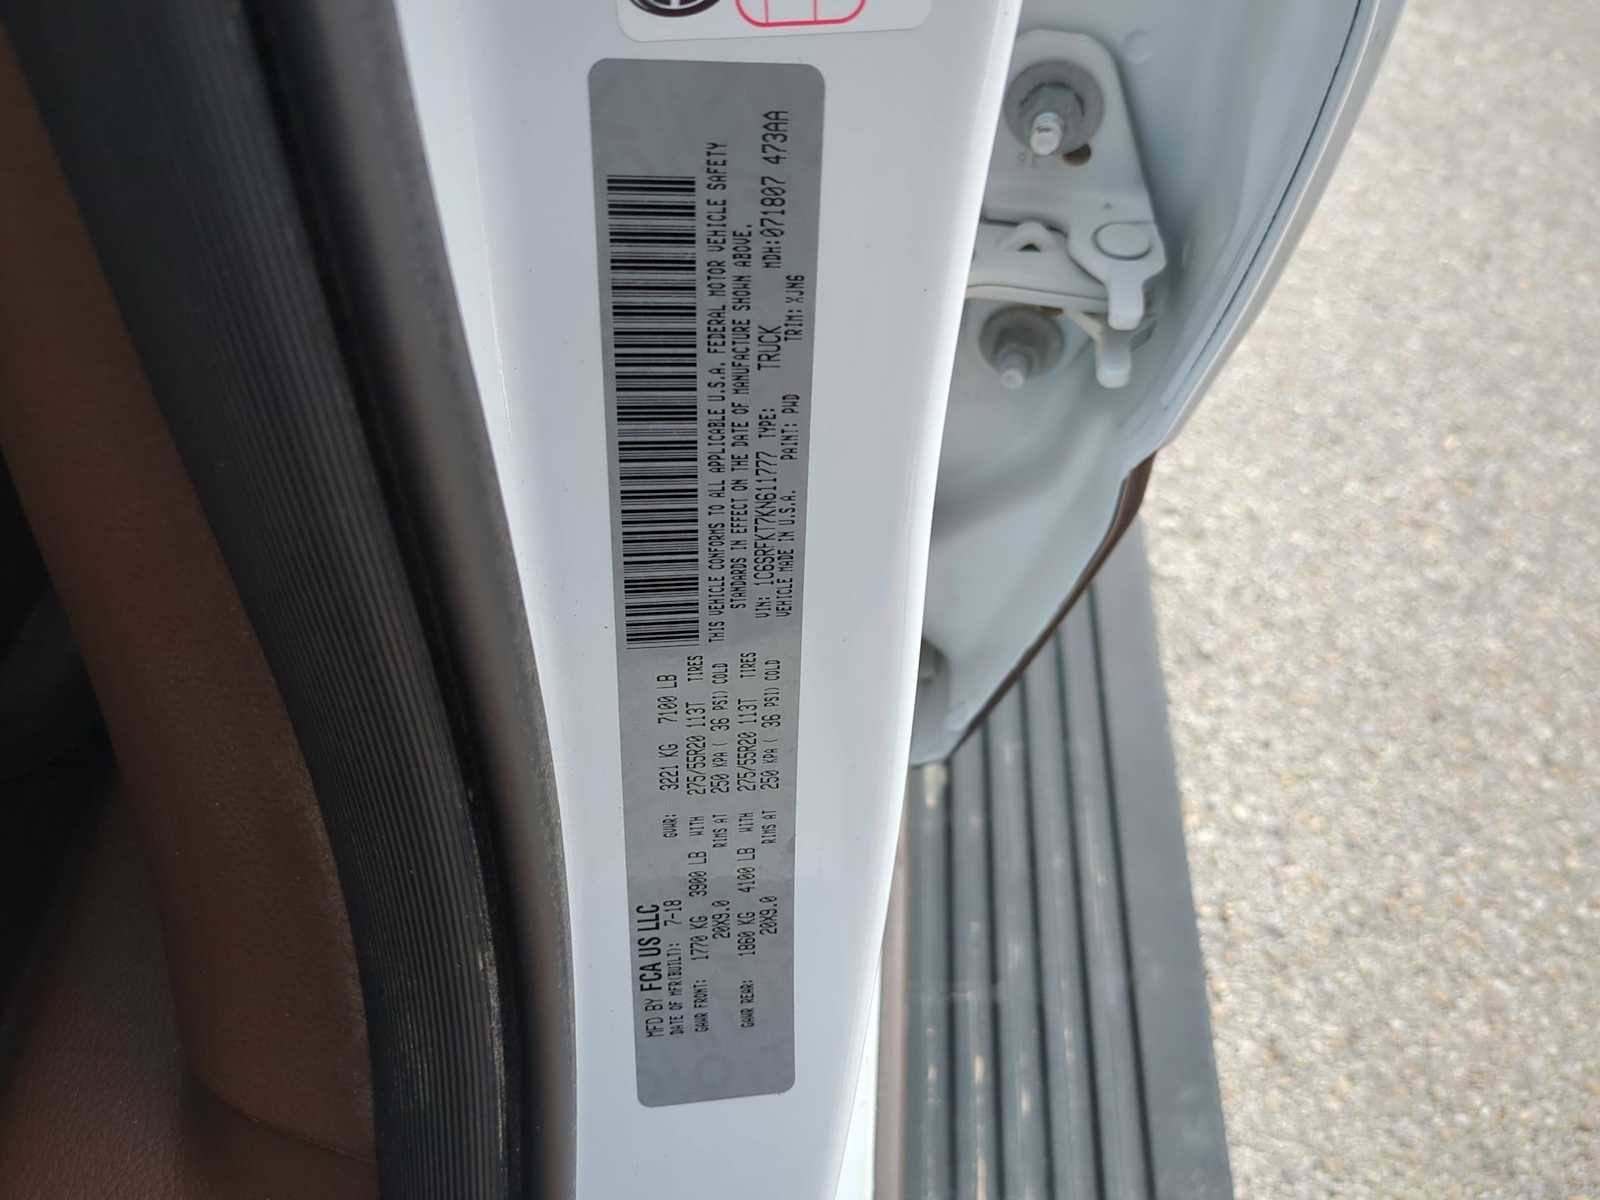 MFD BY FCA US LLC
DATE OF MFR(BUILT): 7-18 GVWR: 3221 KG 7100 LB
GAWR FRONT: 1770 KG 3900 LB WITH 275/55R20 113T TIRES
20X9.0 RIMS AT 250 KPA ( 36 PSI) COLD
GAWR REAR: 1860 KG 4100 LB WITH 275/55R20 113T TIRES
20X9.0 RIMS AT 250 KPA ( 36 PSI) COLD
THIS VEHICLE CONFORMS TO ALL APPLICABLE U.S.A. FEDERAL MOTOR VEHICLE SAFETY
STANDARDS IN EFFECT ON THE DATE OF MANUFACTURE SHOWN ABOVE.
VIN: 1C6SRFKT7KN611777 TYPE: TRUCK MDH:071807 473AA
VEHICLE MADE IN U.S.A. PAINT: PWD TRIM: XJN6